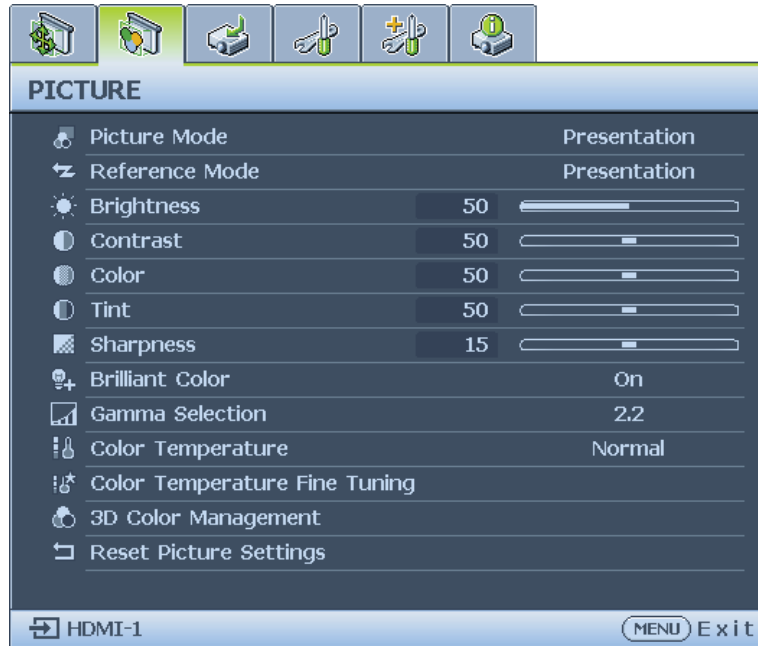 PICTURE
Picture Mode Presentation
Reference Mode Presentation
Brightness 50
Contrast 50
Color 50
Tint 50
Sharpness 15
Brilliant Color On
Gamma Selection 2.2
Color Temperature Normal
Color Temperature Fine Tuning
3D Color Management
Reset Picture Settings
HDMI-1 MENU Exit